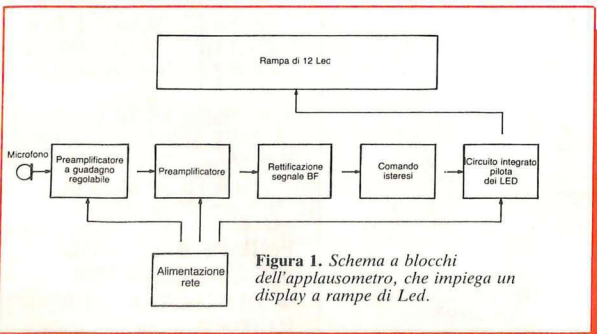 Rampa di 12 Led
Microfono
Preamplificatore
a guadagno
regolabile
Preamplificatore
Rettificazione
segnale BF
Comando
isteresi
Circuito integrato
pilota
dei LED
Alimentazione
rete
Figura 1. Schema a blocchi
dell'applausometro, che impiega un
display a rampe di Led.